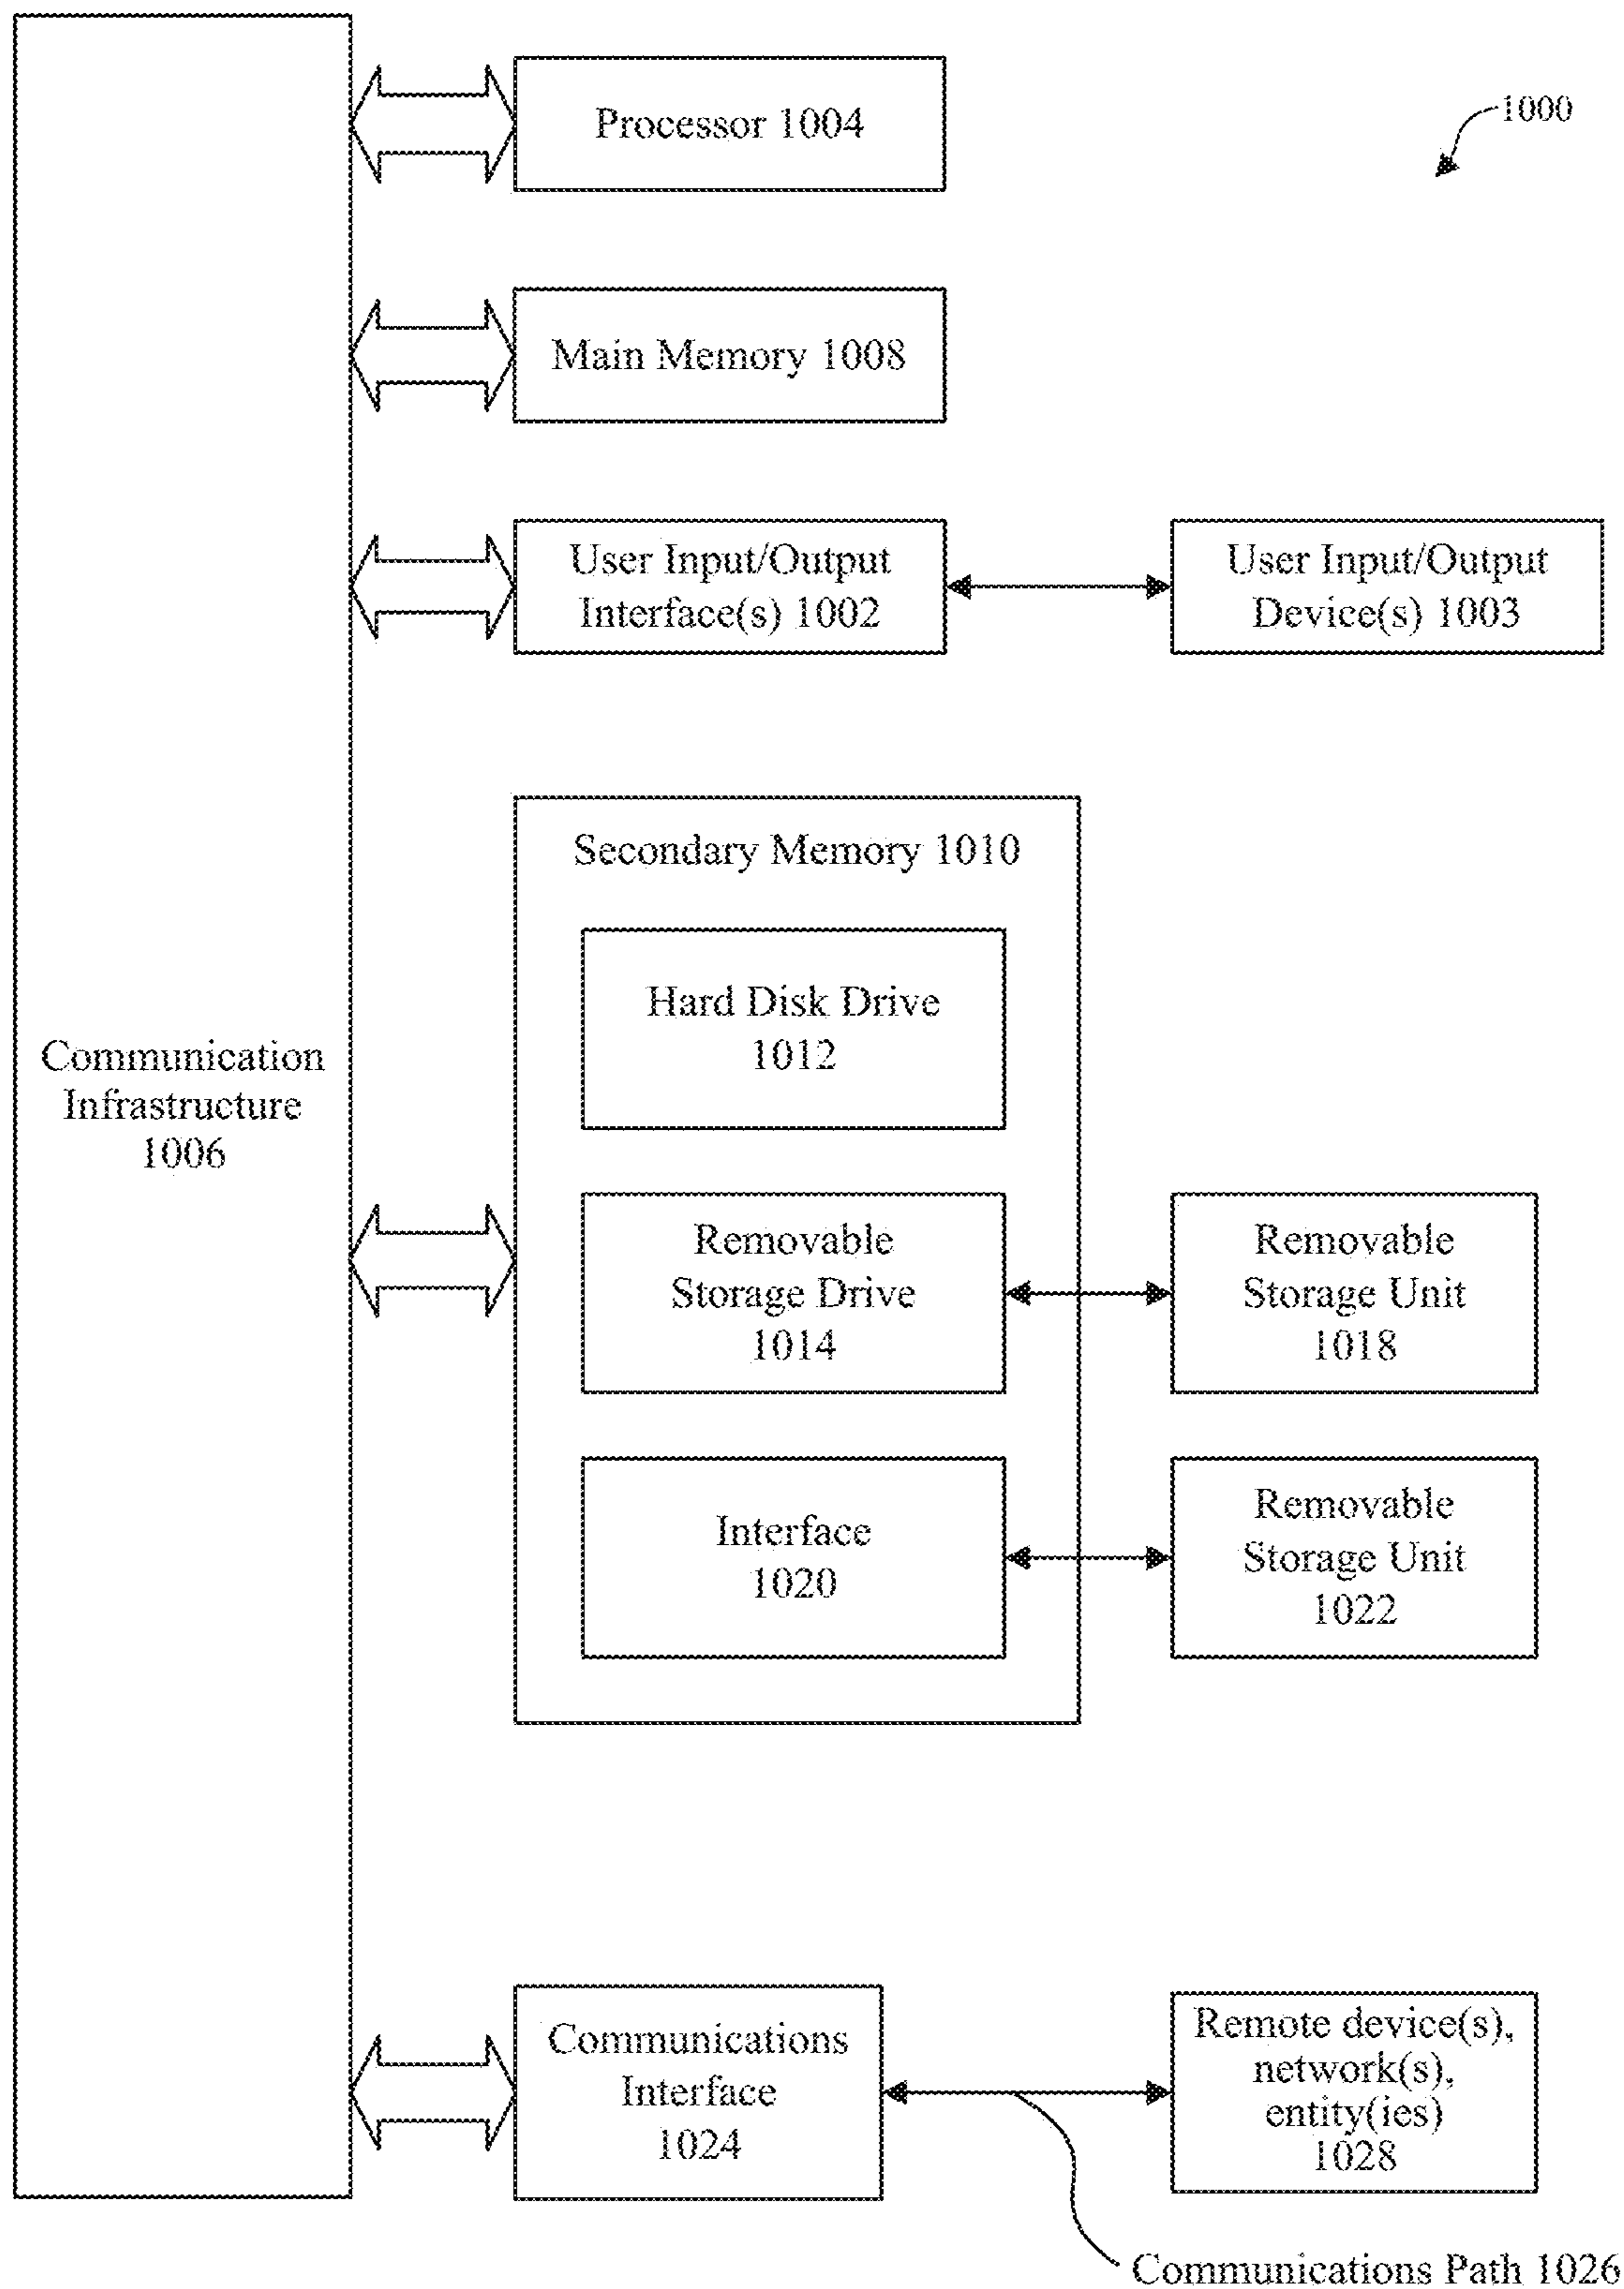 Processor 1004
1000
Main Memory 1008
User Input/Output
Interface(s) 1002
User Input/Output
Device(s) 1003
Secondary Memory 1010
Hard Disk Drive
1012
Communication
Infrastructure
1006
Removable
Storage Drive
1014
Removable
Storage Unit
1018
Interface
1020
Removable
Storage Unit
1022
Communications
Interface
1024
Remote device(s),
network(s),
entity(ies)
1028
Communications Path 1026